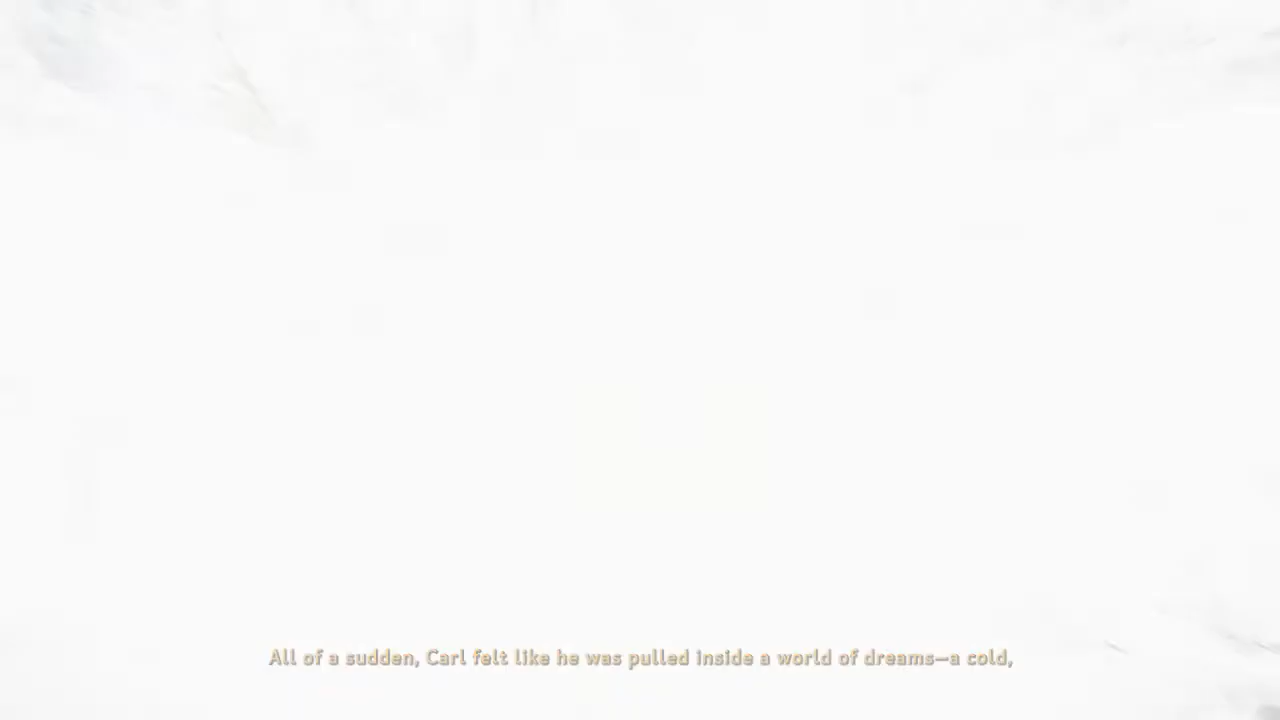 All of a sudden, Carl felt like he was pulled inside a world of dreams—a cold,